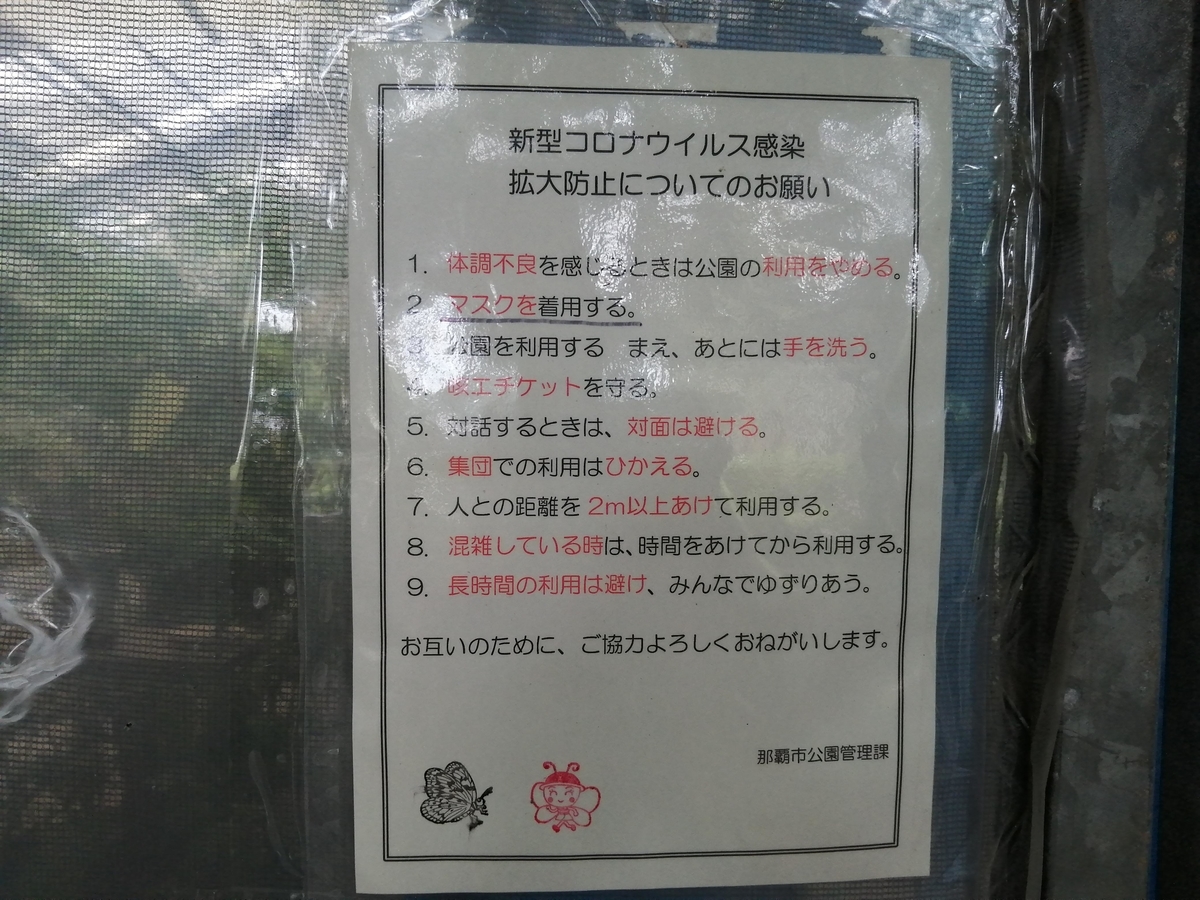 新型コロナウイルス感染
拡大防止についてのお願い
1. 体調不良を感じるときは公園の利用をやめる。
2 マスクを着用する。
3 公園を利用する　まえ、あとには手を洗う。
4. 咳エチケットを守る。
5. 対話するときは、対面は避ける。
6. 集団での利用はひかえる。
7. 人との距離を 2m以上あけて利用する。
8. 混雑している時は、時間をあけてから利用する。
9. 長時間の利用は避け、みんなでゆずりあう。
お互いのために、ご協力よろしくおねがいします。
那覇市公園管理課